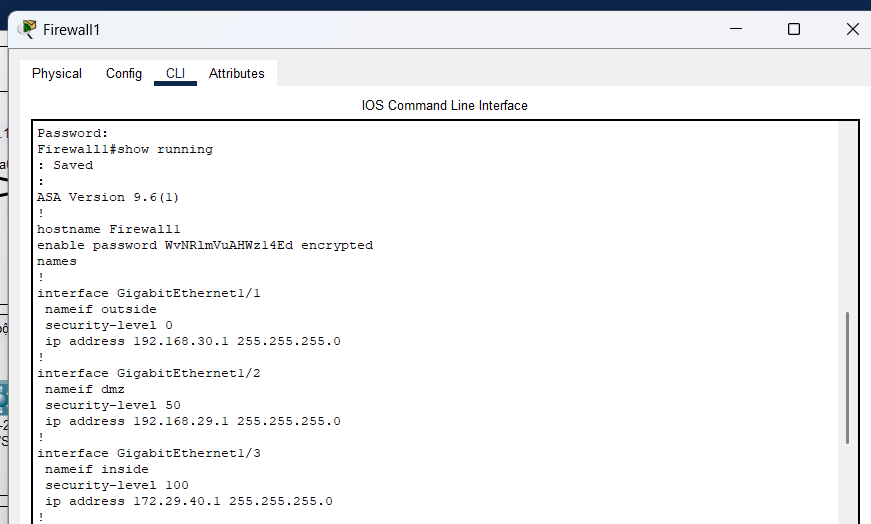 Firewall1
Physical Config CLI Attributes
IOS Command Line Interface
Password:
Firewall1#show running
: Saved
:
ASA Version 9.6(1)
!
hostname Firewall1
enable password WvNR1mVuAHWz14Ed encrypted
names
!
interface GigabitEthernet1/1
nameif outside
security-level 0
ip address 192.168.30.1 255.255.255.0
!
interface GigabitEthernet1/2
nameif dmz
security-level 50
ip address 192.168.29.1 255.255.255.0
!
interface GigabitEthernet1/3
nameif inside
security-level 100
ip address 172.29.40.1 255.255.255.0
!